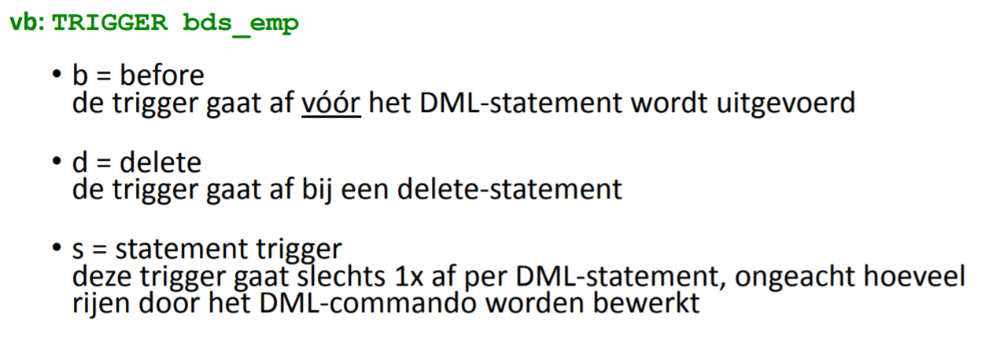 vb: TRIGGER bds_emp
• b = before
de trigger gaat af vóór het DML-statement wordt uitgevoerd
• d = delete
de trigger gaat af bij een delete-statement
• s = statement trigger
deze trigger gaat slechts 1x af per DML-statement, ongeacht hoeveel
rijen door het DML-commando worden bewerkt